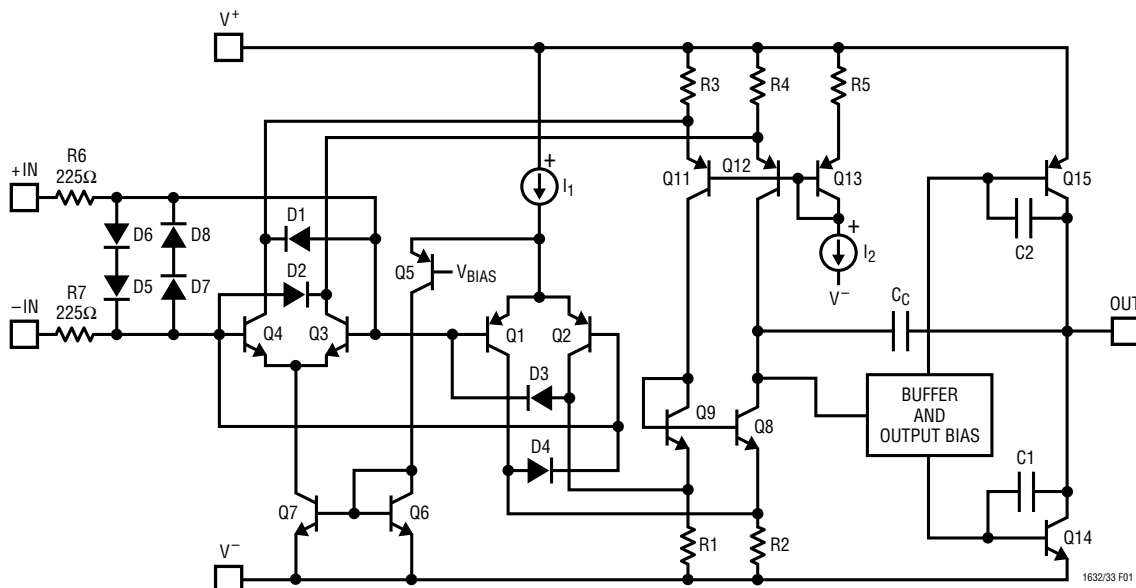 V+
R3
R4
R5
+IN
R6
225Ω
D6
D8
D1
+
I1
Q11
Q12
Q13
Q15
+
I2
V−
C2
D5
D7
D2
Q5
VBIAS
−IN
R7
225Ω
Q4
Q3
Q1
Q2
CC
OUT
D3
Q9
Q8
BUFFER
AND
OUTPUT BIAS
D4
C1
Q7
Q6
R1
R2
Q14
V−
1632/33 F01